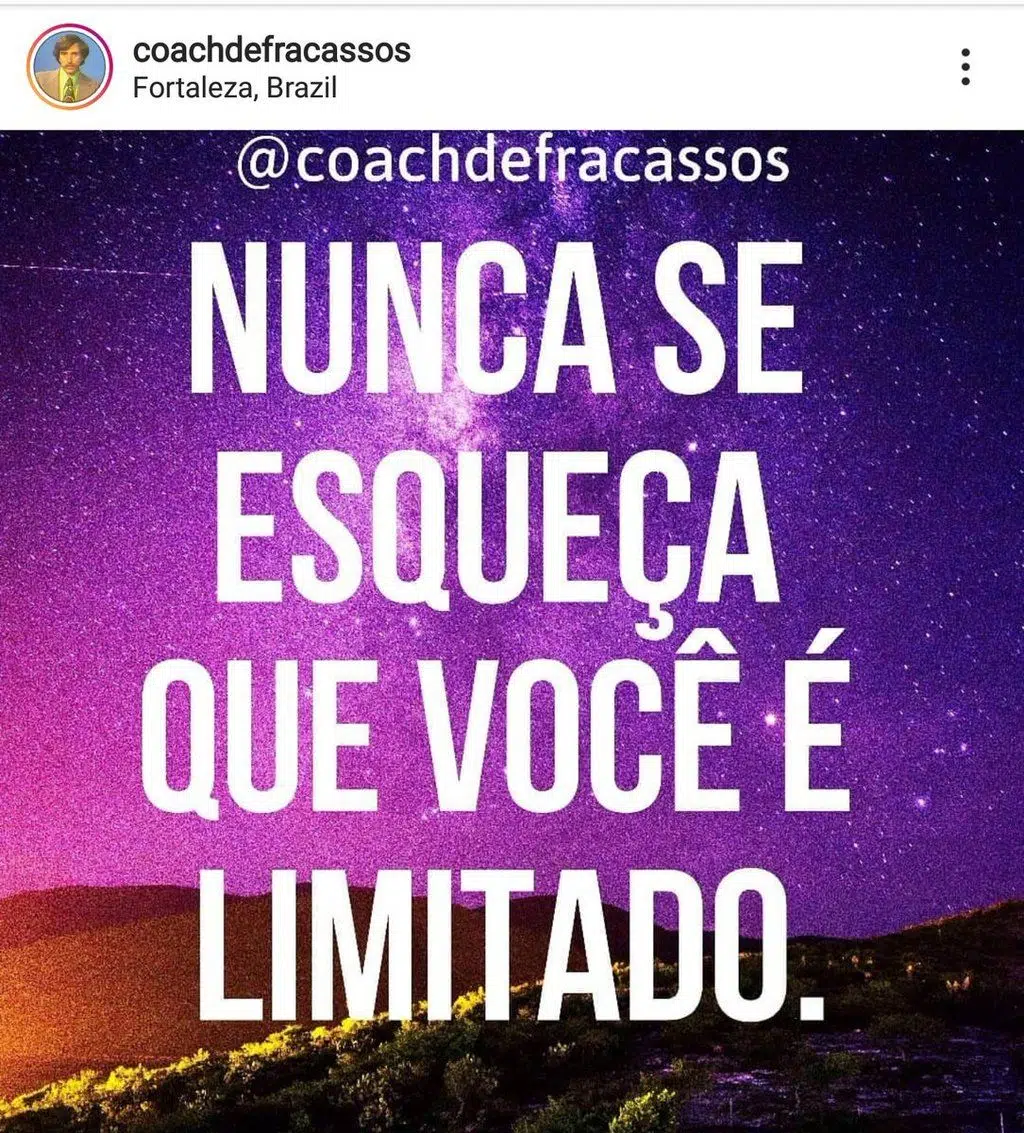 coachdefracassos
Fortaleza, Brazil
@coachdefracassos
NUNCA SE
ESQUEÇA
QUE VOCÊ É
LIMITADO.